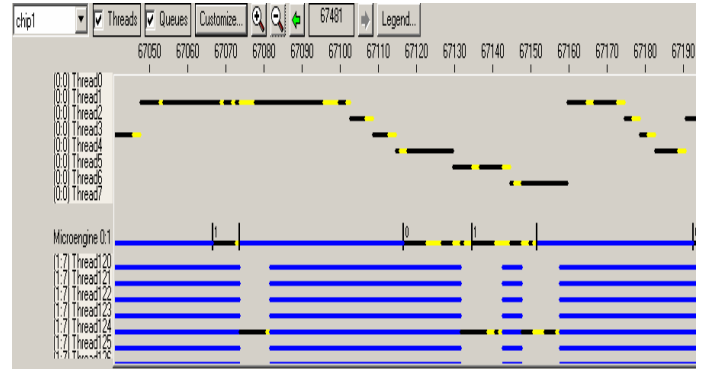 chip1 Threads Queues Customize... 67481 Legend...
67050 67060 67070 67080 67090 67100 67110 67120 67130 67140 67150 67160 67170 67180 67190
(0:0) Thread0
(0:0) Thread1
(0:0) Thread2
(0:0) Thread3
(0:0) Thread4
(0:0) Thread5
(0:0) Thread6
(0:0) Thread7
Microengine 0:1 1 0 1
(1:7) Thread120
(1:7) Thread121
(1:7) Thread122
(1:7) Thread123
(1:7) Thread124
(1:7) Thread125
(1:7) Thread126